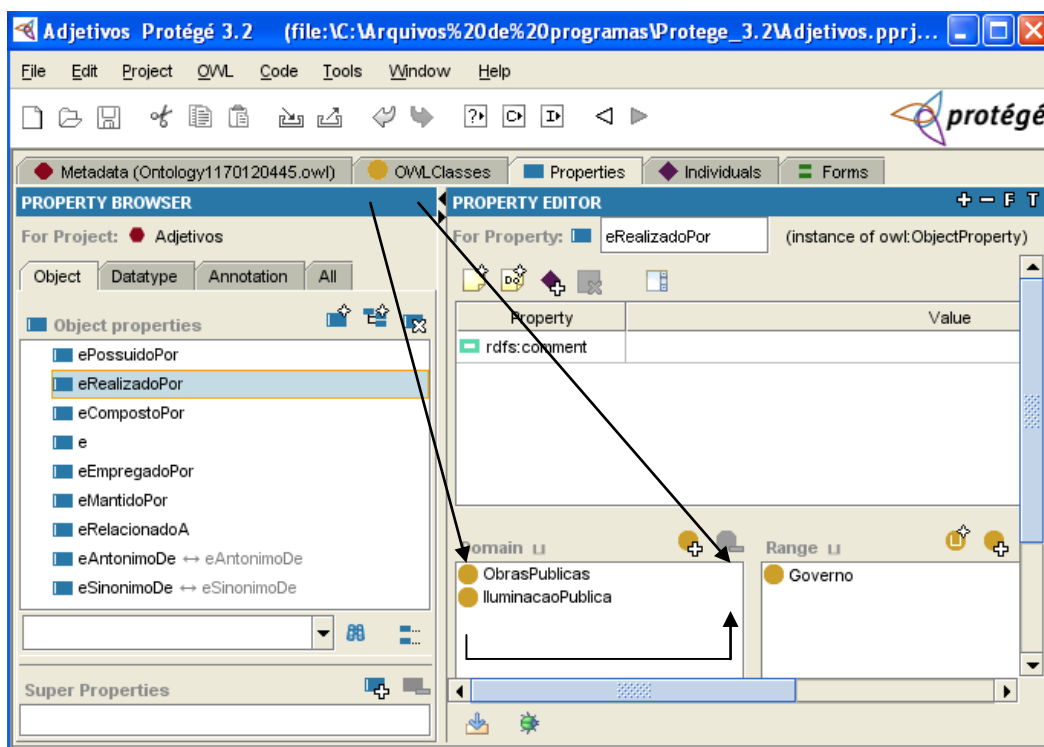 Adjetivos Protégé 3.2 (file:\C:\Arquivos%20de%20programas\Protege_3.2\Adjetivos.pprj...
File Edit Project OWL Code Tools Window Help
protégé
Metadata (Ontology1170120445.owl) OWLClasses Properties Individuals Forms
PROPERTY BROWSER
For Project: Adjetivos
Object Datatype Annotation All
Object properties
ePossuidoPor
eRealizadoPor
eCompostoPor
e
eEmpregadoPor
eMantidoPor
eRelacionadoA
eAntonimoDe ↔ eAntonimoDe
eSinonimoDe ↔ eSinonimoDe
Super Properties
PROPERTY EDITOR
For Property: eRealizadoPor (instance of owl:ObjectProperty)
Property Value
rdfs:comment
Domain ⊔
ObrasPublicas
IluminacaoPublica
Range ⊔
Governo